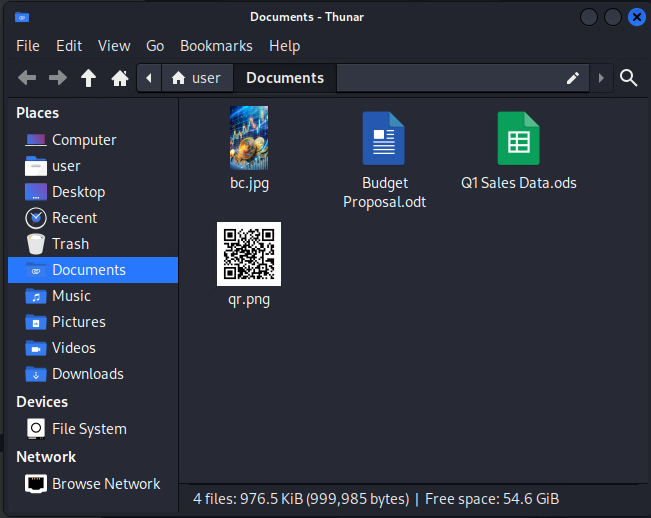 Documents - Thunar
File Edit View Go Bookmarks Help
user Documents
Places
Computer
user
Desktop
Recent
Trash
Documents
Music
Pictures
Videos
Downloads
Devices
File System
Network
Browse Network
bc.jpg
Budget
Proposal.odt
Q1 Sales Data.ods
qr.png
4 files: 976.5 KiB (999,985 bytes) | Free space: 54.6 GiB